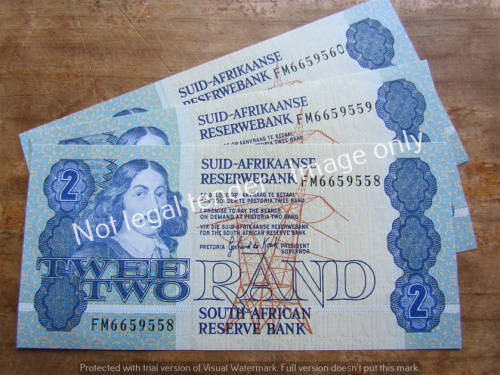 SUID-AFRIKAANSE
RESERWEBANK FM6659560
SUID-AFRIKAANSE
RESERWEBANK FM6659559
SUID-AFRIKAANSE
RESERWEBANK FM6659558
2
I PROMISE TO PAY THE BEARER
ON DEMAND AT PRETORIA TWO RAND
VIR DIE SUID-AFRIKAANSE RESERWEBANK
FOR THE SOUTH AFRICAN RESERVE BANK
PRETORIA PRESIDENT
GOVERNOR
TWEE
TWO RAND
2
FM6659558
SOUTH AFRICAN
RESERVE BANK
Not legal tender - Image only
Protected with trial version of Visual Watermark. Full version doesn't put this mark.